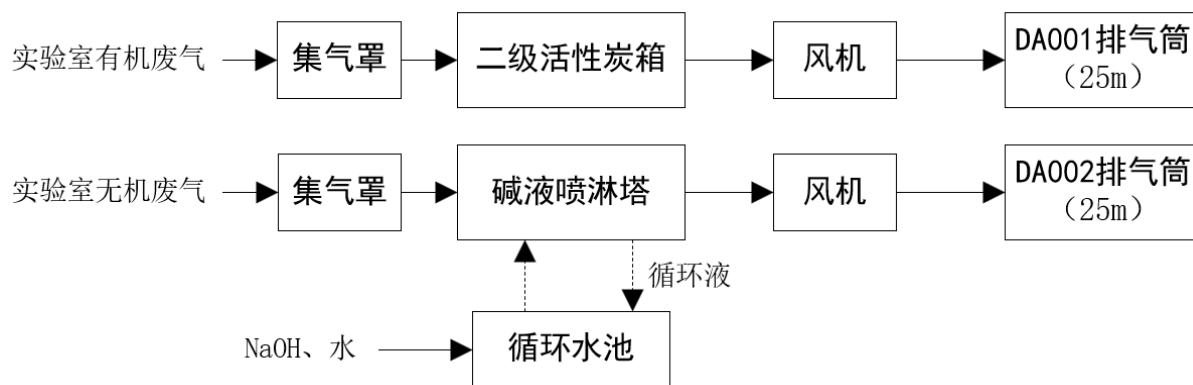 实验室有机废气
集气罩
二级活性炭箱
风机
DA001排气筒
（25m）
实验室无机废气
集气罩
碱液喷淋塔
风机
DA002排气筒
（25m）
循环液
NaOH、水
循环水池